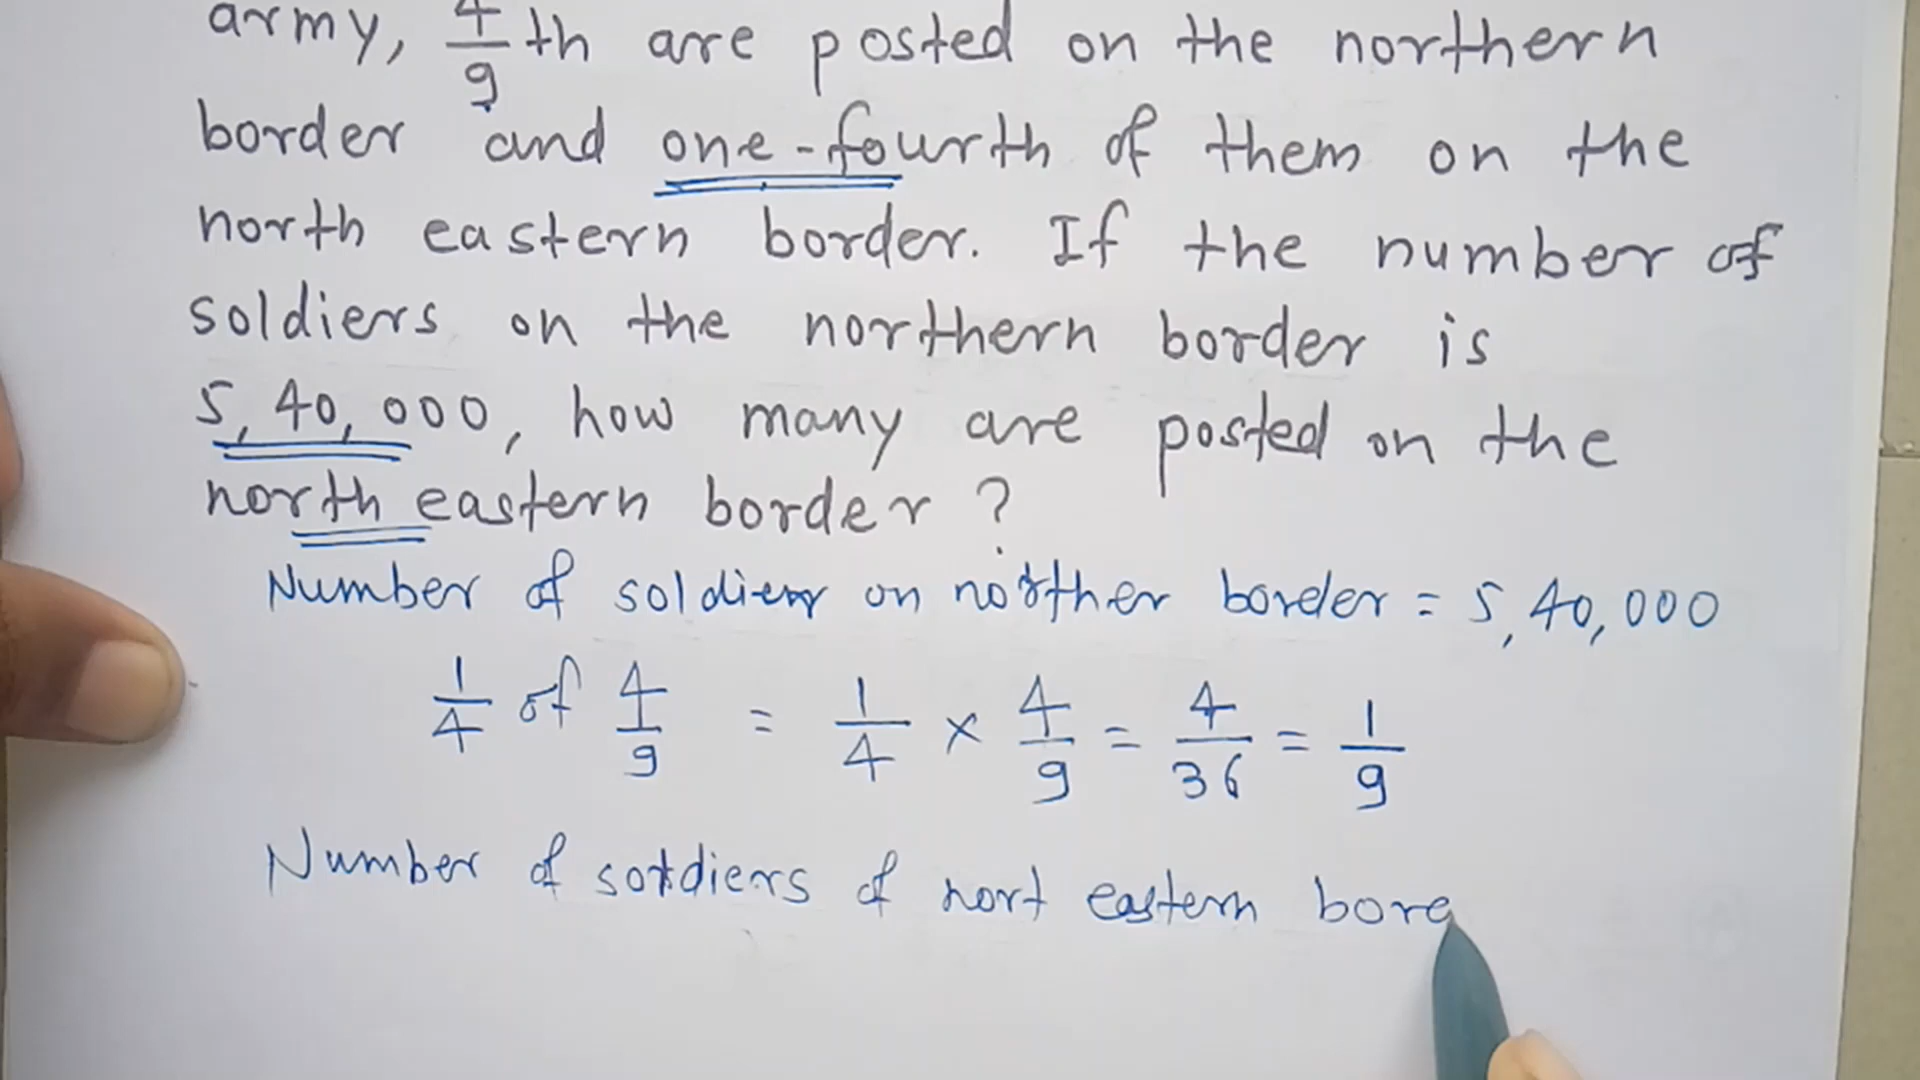 army, 4/9 th are posted on the northern
border and one-fourth of them on the
north eastern border. If the number of
soldiers on the northern border is
5,40,000, how many are posted on the
north eastern border ?
Number of soldiers on norther border = 5,40,000
1/4 of 4/9 = 1/4 × 4/9 = 4/36 = 1/9
Number of soldiers of nort eastern bord